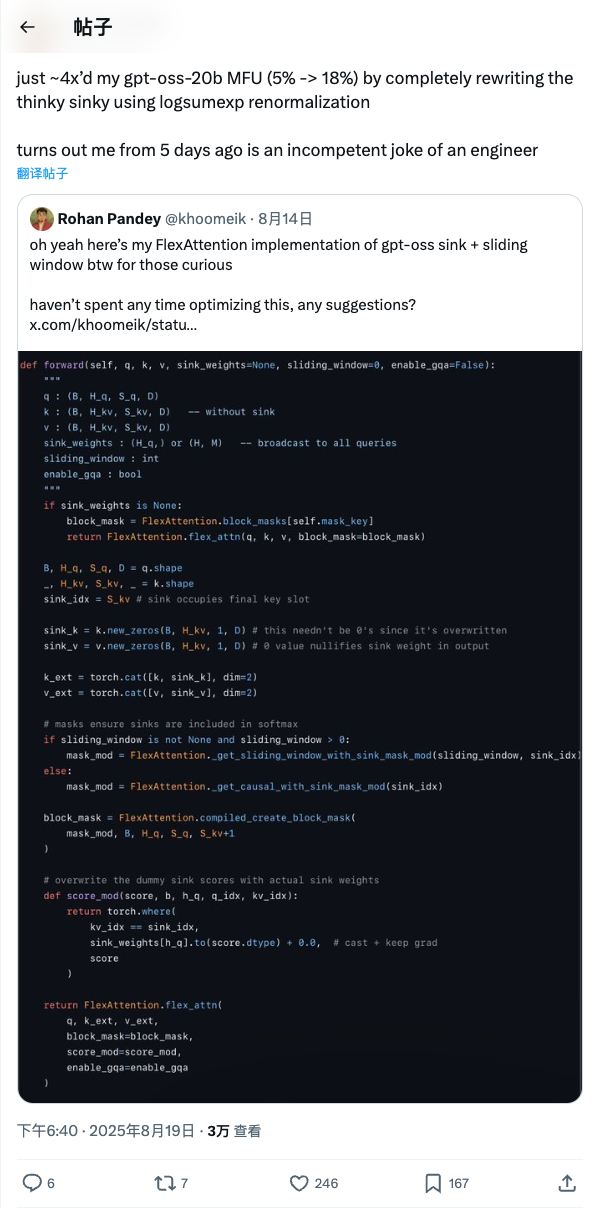 帖子
just ~4x’d my gpt-oss-20b MFU (5% -> 18%) by completely rewriting the
thinky sinky using logsumexp renormalization
turns out me from 5 days ago is an incompetent joke of an engineer
翻译帖子
Rohan Pandey @khoomeik · 8月14日
oh yeah here’s my FlexAttention implementation of gpt-oss sink + sliding
window btw for those curious
haven’t spent any time optimizing this, any suggestions?
x.com/khoomeik/statu…
def forward(self, q, k, v, sink_weights=None, sliding_window=0, enable_gqa=False):
    """
    q : (B, H_q, S_q, D)
    k : (B, H_kv, S_kv, D)   -- without sink
    v : (B, H_kv, S_kv, D)
    sink_weights : (H_q,) or (H, M)   -- broadcast to all queries
    sliding_window : int
    enable_gqa : bool
    """
    if sink_weights is None:
        block_mask = FlexAttention.block_masks[self.mask_key]
        return FlexAttention.flex_attn(q, k, v, block_mask=block_mask)
    B, H_q, S_q, D = q.shape
    _, H_kv, S_kv, _ = k.shape
    sink_idx = S_kv # sink occupies final key slot
    sink_k = k.new_zeros(B, H_kv, 1, D) # this needn't be 0's since it's overwritten
    sink_v = v.new_zeros(B, H_kv, 1, D) # 0 value nullifies sink weight in output
    k_ext = torch.cat([k, sink_k], dim=2)
    v_ext = torch.cat([v, sink_v], dim=2)
    # masks ensure sinks are included in softmax
    if sliding_window is not None and sliding_window > 0:
        mask_mod = FlexAttention._get_sliding_window_with_sink_mask_mod(sliding_window, sink_idx)
    else:
        mask_mod = FlexAttention._get_causal_with_sink_mask_mod(sink_idx)
    block_mask = FlexAttention.compiled_create_block_mask(
        mask_mod, B, H_q, S_q, S_kv+1
    )
    # overwrite the dummy sink scores with actual sink weights
    def score_mod(score, b, h_q, q_idx, kv_idx):
        return torch.where(
            kv_idx == sink_idx,
            sink_weights[h_q].to(score.dtype) + 0.0,  # cast + keep grad
            score
        )
    return FlexAttention.flex_attn(
        q, k_ext, v_ext,
        block_mask=block_mask,
        score_mod=score_mod,
        enable_gqa=enable_gqa
    )
下午6:40 · 2025年8月19日 · 3万 查看
6 7 246 167